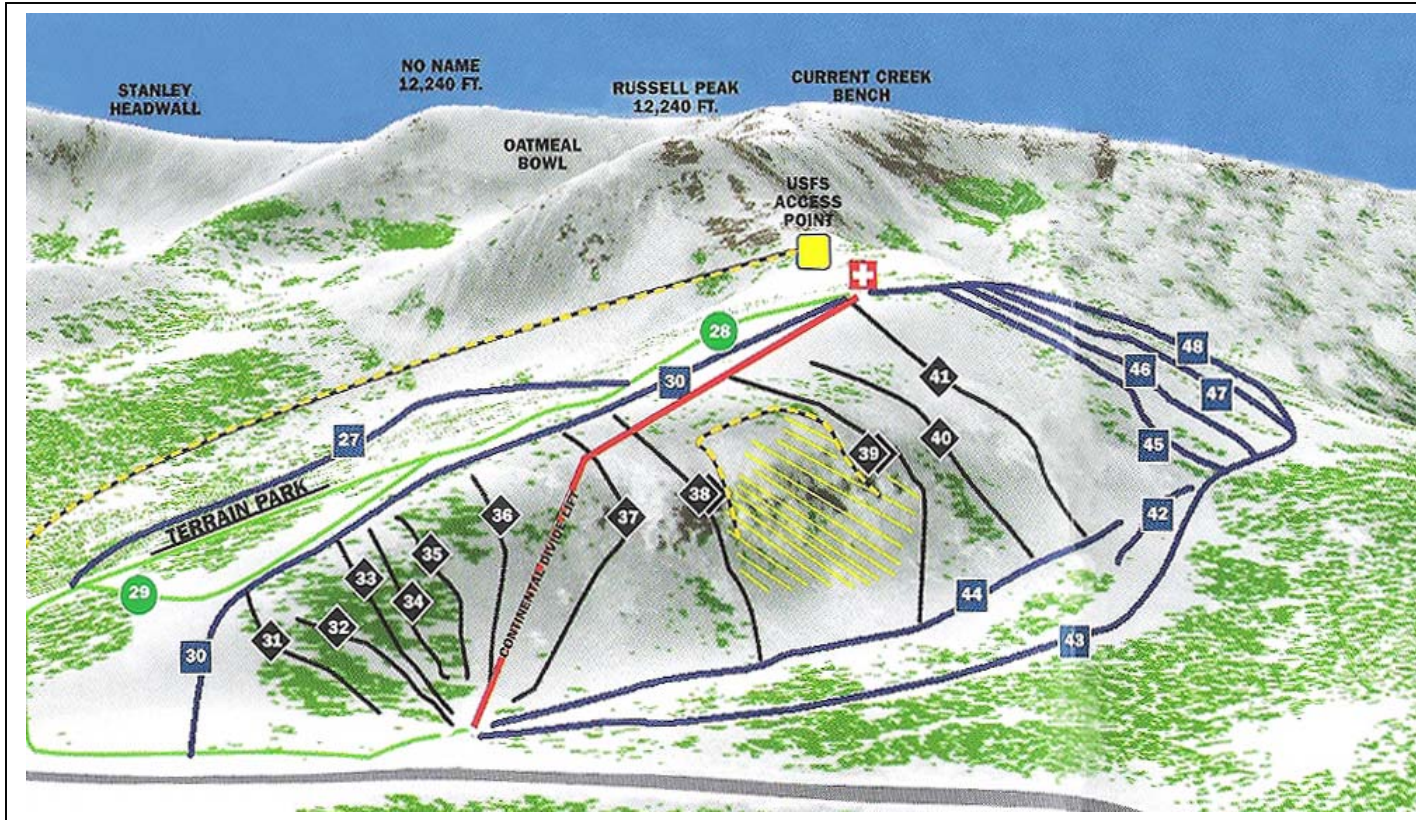 STANLEY
HEADWALL
NO NAME
12,240 FT.
OATMEAL
BOWL
RUSSELL PEAK
12,240 FT.
CURRENT CREEK
BENCH
USFS
ACCESS
POINT
28
30
27
TERRAIN PARK
29
30
31
32
33
34
35
36
CONTINENTAL DIVIDE LIFT
37
38
39
40
41
42
43
44
45
46
47
48